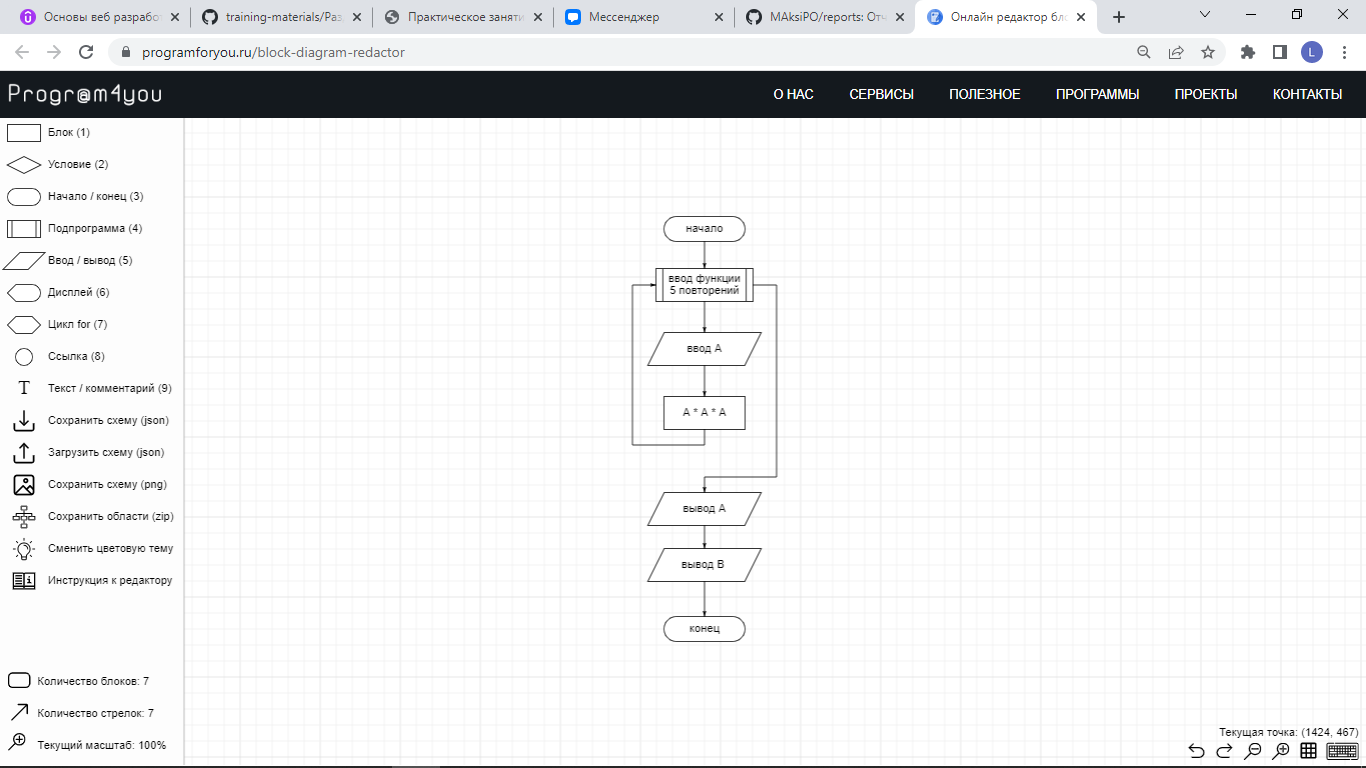 Основы веб разработ
training-materials/Раз
Практическое заняти
Мессенджер
MAksiPO/reports: Отч
Онлайн редактор бло
programforyou.ru/block-diagram-redactor
L
Progr@m4you
О НАС
СЕРВИСЫ
ПОЛЕЗНОЕ
ПРОГРАММЫ
ПРОЕКТЫ
КОНТАКТЫ
Блок (1)
Условие (2)
Начало / конец (3)
Подпрограмма (4)
Ввод / вывод (5)
Дисплей (6)
Цикл for (7)
Ссылка (8)
T Текст / комментарий (9)
Сохранить схему (json)
Загрузить схему (json)
Сохранить схему (png)
Сохранить области (zip)
Сменить цветовую тему
Инструкция к редактору
Количество блоков: 7
Количество стрелок: 7
Текущий масштаб: 100%
начало
ввод функции
5 повторений
ввод A
A * A * A
вывод A
вывод B
конец
Текущая точка: (1424, 467)